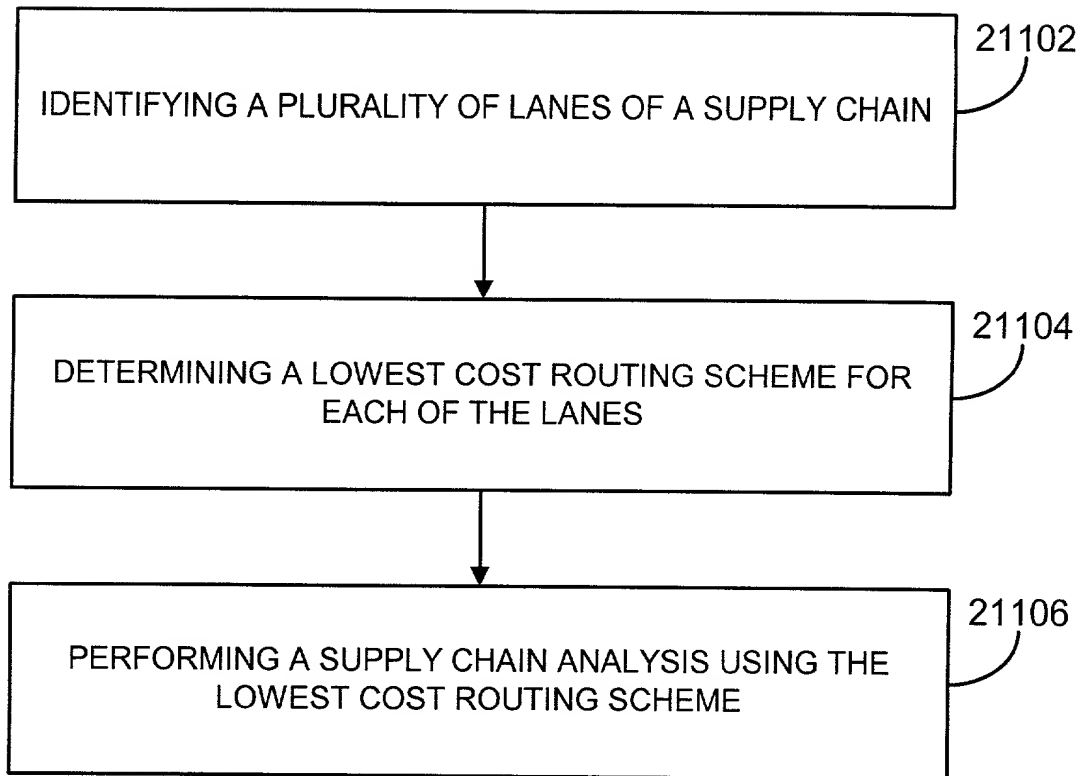 21102
IDENTIFYING A PLURALITY OF LANES OF A SUPPLY CHAIN
21104
DETERMINING A LOWEST COST ROUTING SCHEME FOR
EACH OF THE LANES
21106
PERFORMING A SUPPLY CHAIN ANALYSIS USING THE
LOWEST COST ROUTING SCHEME